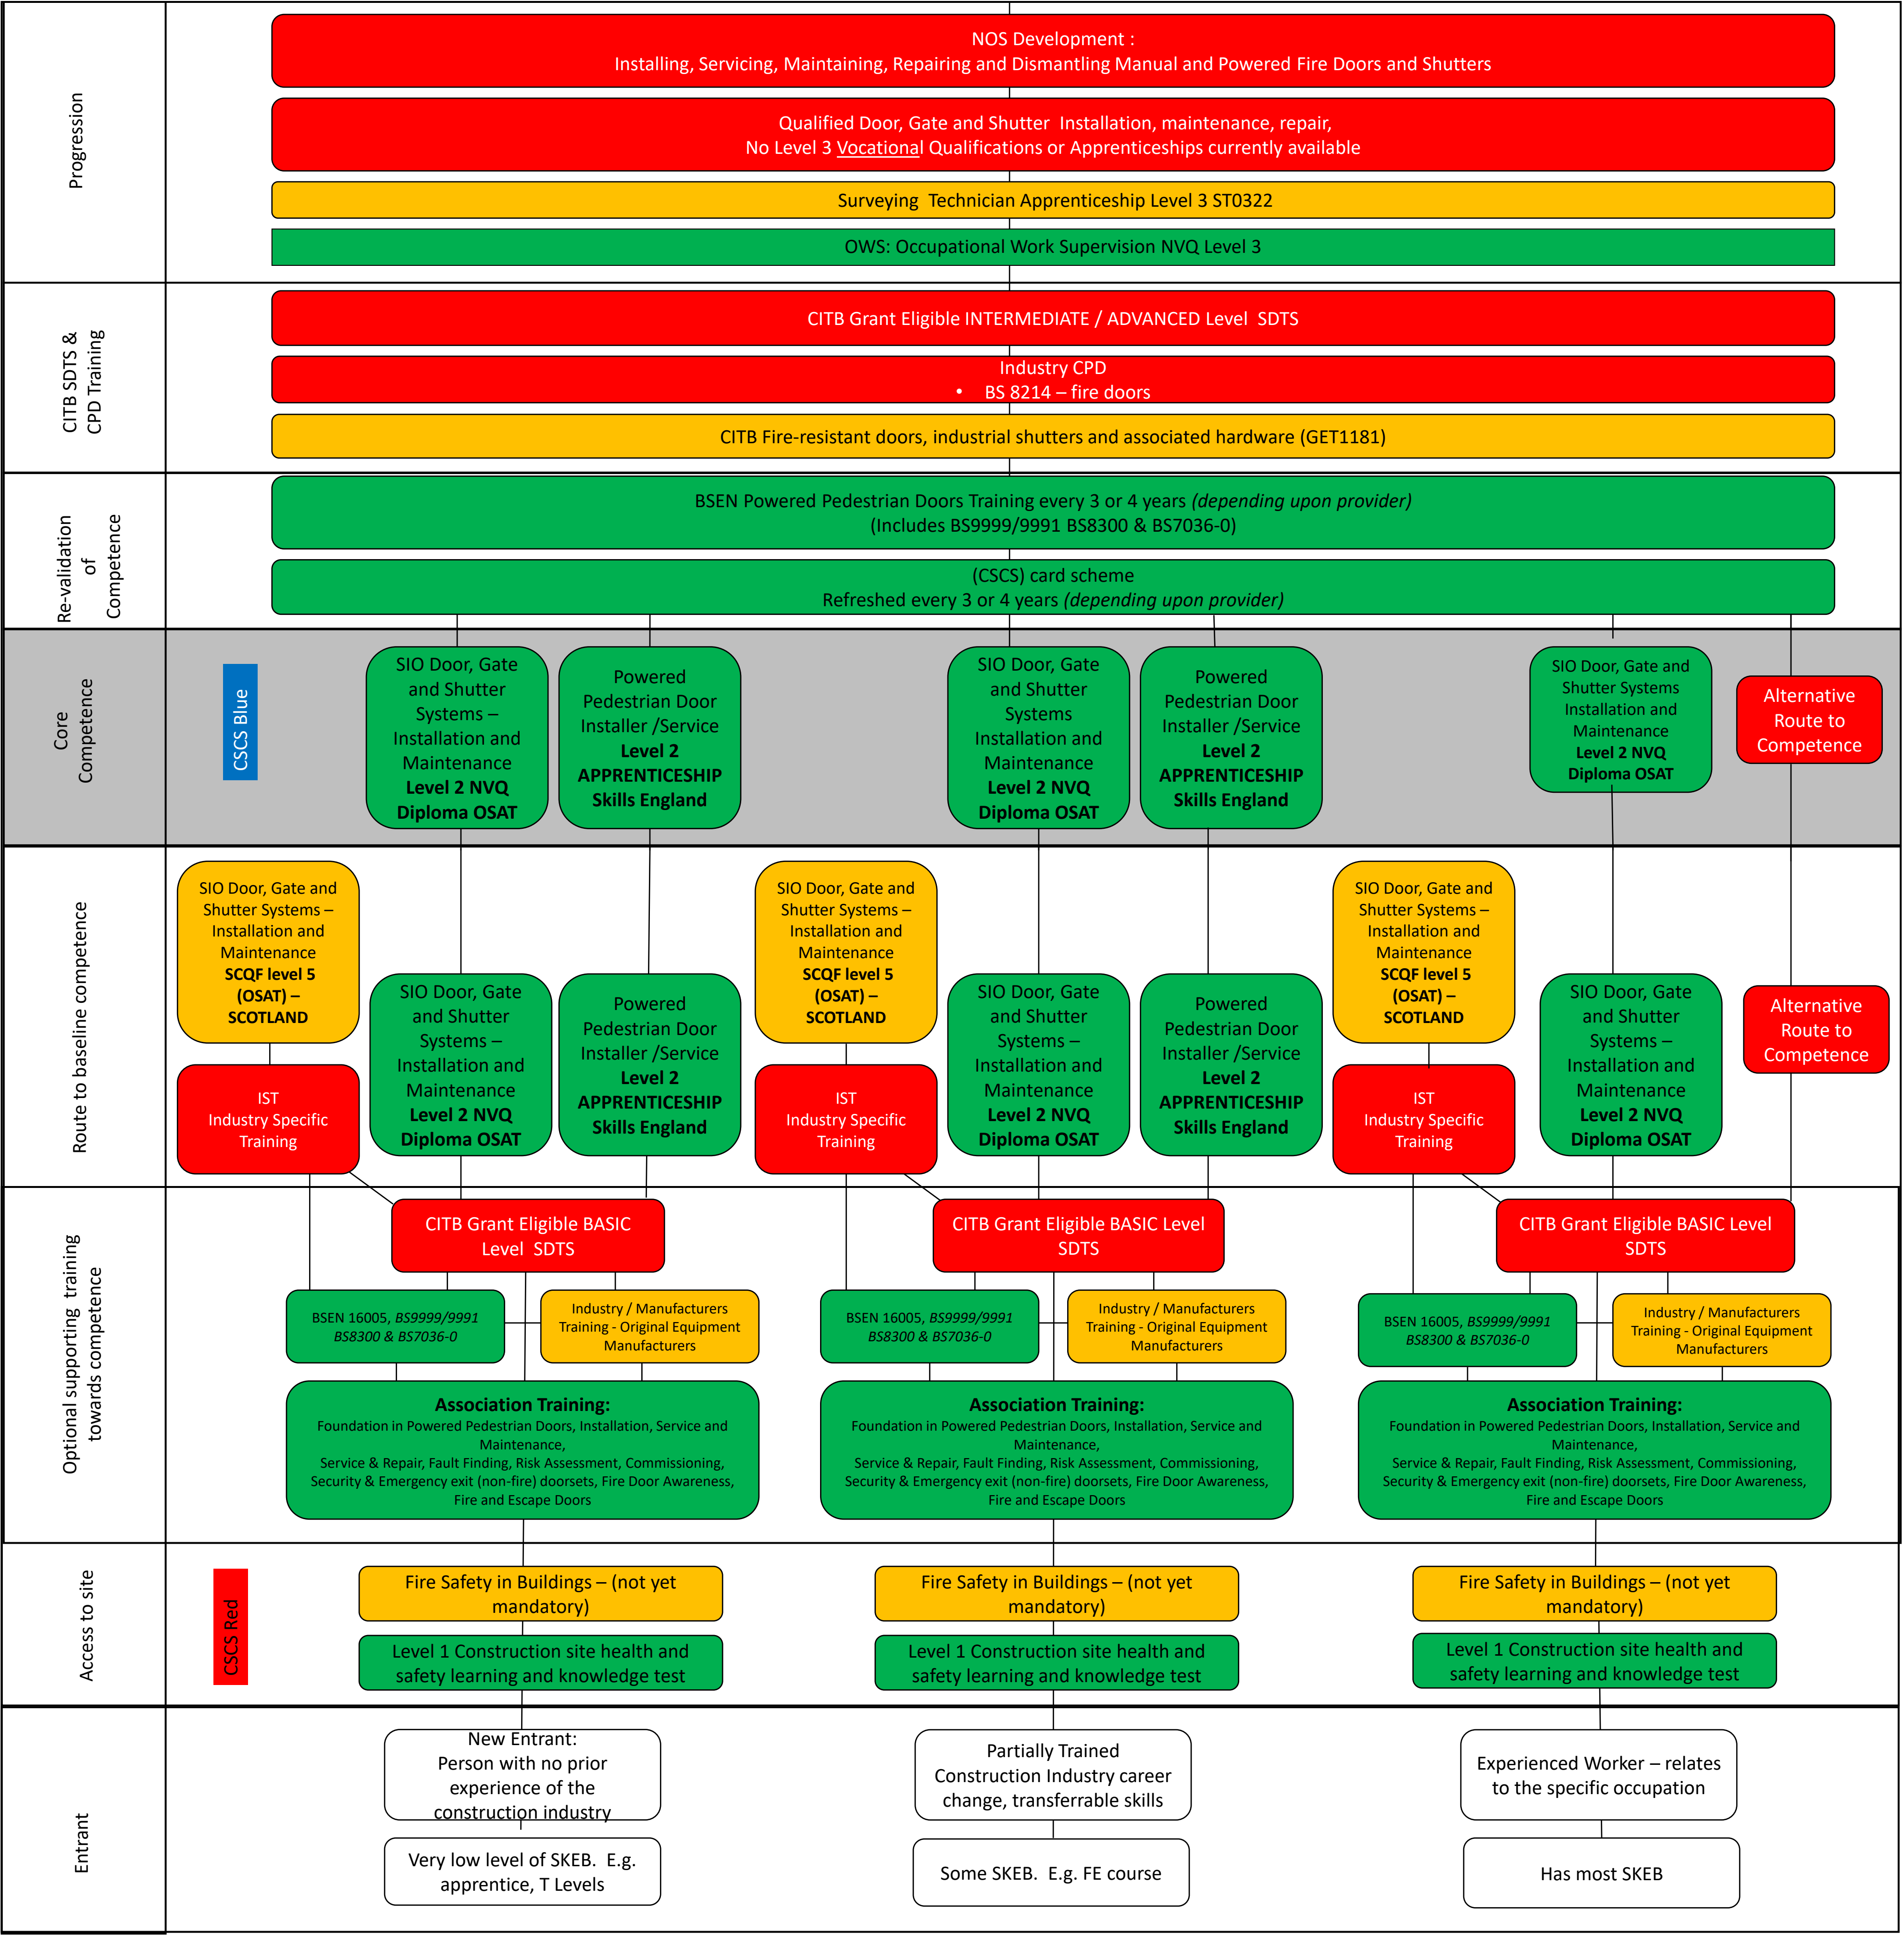 Progression
NOS Development :
Installing, Servicing, Maintaining, Repairing and Dismantling Manual and Powered Fire Doors and Shutters
Qualified Door, Gate and Shutter Installation, maintenance, repair,
No Level 3 Vocational Qualifications or Apprenticeships currently available
Surveying Technician Apprenticeship Level 3 ST0322
OWS: Occupational Work Supervision NVQ Level 3
CITB SDTS &
CPD Training
CITB Grant Eligible INTERMEDIATE / ADVANCED Level SDTS
Industry CPD
• BS 8214 – fire doors
CITB Fire-resistant doors, industrial shutters and associated hardware (GET1181)
Re-validation
of
Competence
BSEN Powered Pedestrian Doors Training every 3 or 4 years (depending upon provider)
(Includes BS9999/9991 BS8300 & BS7036-0)
(CSCS) card scheme
Refreshed every 3 or 4 years (depending upon provider)
Core
Competence
CSCS Blue
SIO Door, Gate
and Shutter
Systems –
Installation and
Maintenance
Level 2 NVQ
Diploma OSAT
Powered
Pedestrian Door
Installer /Service
Level 2
APPRENTICESHIP
Skills England
SIO Door, Gate
and Shutter
Systems
Installation and
Maintenance
Level 2 NVQ
Diploma OSAT
Powered
Pedestrian Door
Installer /Service
Level 2
APPRENTICESHIP
Skills England
SIO Door, Gate and
Shutter Systems
Installation and
Maintenance
Level 2 NVQ
Diploma OSAT
Alternative
Route to
Competence
Route to baseline competence
SIO Door, Gate and
Shutter Systems –
Installation and
Maintenance
SCQF level 5
(OSAT) –
SCOTLAND
IST
Industry Specific
Training
SIO Door, Gate
and Shutter
Systems –
Installation and
Maintenance
Level 2 NVQ
Diploma OSAT
Powered
Pedestrian Door
Installer /Service
Level 2
APPRENTICESHIP
Skills England
SIO Door, Gate and
Shutter Systems –
Installation and
Maintenance
SCQF level 5
(OSAT) –
SCOTLAND
IST
Industry Specific
Training
SIO Door, Gate
and Shutter
Systems –
Installation and
Maintenance
Level 2 NVQ
Diploma OSAT
Powered
Pedestrian Door
Installer /Service
Level 2
APPRENTICESHIP
Skills England
SIO Door, Gate and
Shutter Systems –
Installation and
Maintenance
SCQF level 5
(OSAT) –
SCOTLAND
IST
Industry Specific
Training
SIO Door, Gate
and Shutter
Systems –
Installation and
Maintenance
Level 2 NVQ
Diploma OSAT
Alternative
Route to
Competence
Optional supporting training
towards competence
CITB Grant Eligible BASIC
Level SDTS
BSEN 16005, BS9999/9991
BS8300 & BS7036-0
Industry / Manufacturers
Training - Original Equipment
Manufacturers
Association Training:
Foundation in Powered Pedestrian Doors, Installation, Service and
Maintenance,
Service & Repair, Fault Finding, Risk Assessment, Commissioning,
Security & Emergency exit (non-fire) doorsets, Fire Door Awareness,
Fire and Escape Doors
CITB Grant Eligible BASIC Level
SDTS
BSEN 16005, BS9999/9991
BS8300 & BS7036-0
Industry / Manufacturers
Training - Original Equipment
Manufacturers
Association Training:
Foundation in Powered Pedestrian Doors, Installation, Service and
Maintenance,
Service & Repair, Fault Finding, Risk Assessment, Commissioning,
Security & Emergency exit (non-fire) doorsets, Fire Door Awareness,
Fire and Escape Doors
CITB Grant Eligible BASIC Level
SDTS
BSEN 16005, BS9999/9991
BS8300 & BS7036-0
Industry / Manufacturers
Training - Original Equipment
Manufacturers
Association Training:
Foundation in Powered Pedestrian Doors, Installation, Service and
Maintenance,
Service & Repair, Fault Finding, Risk Assessment, Commissioning,
Security & Emergency exit (non-fire) doorsets, Fire Door Awareness,
Fire and Escape Doors
Access to site
CSCS Red
Fire Safety in Buildings – (not yet
mandatory)
Level 1 Construction site health and
safety learning and knowledge test
Fire Safety in Buildings – (not yet
mandatory)
Level 1 Construction site health and
safety learning and knowledge test
Fire Safety in Buildings – (not yet
mandatory)
Level 1 Construction site health and
safety learning and knowledge test
Entrant
New Entrant:
Person with no prior
experience of the
construction industry
Very low level of SKEB. E.g.
apprentice, T Levels
Partially Trained
Construction Industry career
change, transferrable skills
Some SKEB. E.g. FE course
Experienced Worker – relates
to the specific occupation
Has most SKEB